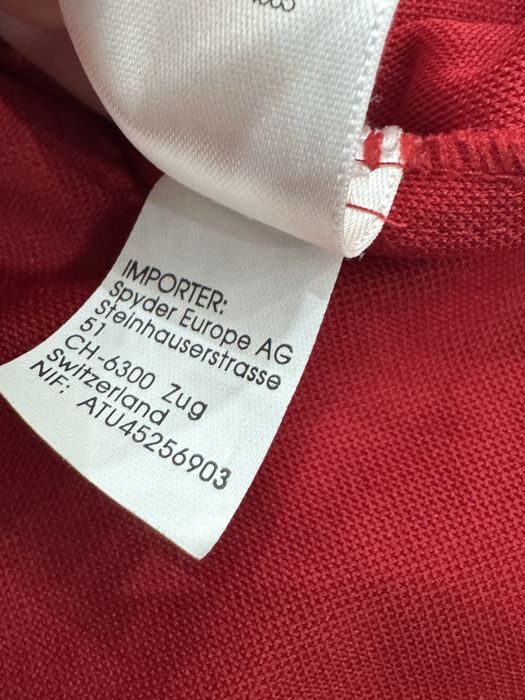 IMPORTER:
Spyder Europe AG
Steinhauserstrasse
51
CH-6300 Zug
Switzerland
NIF: ATU45256903